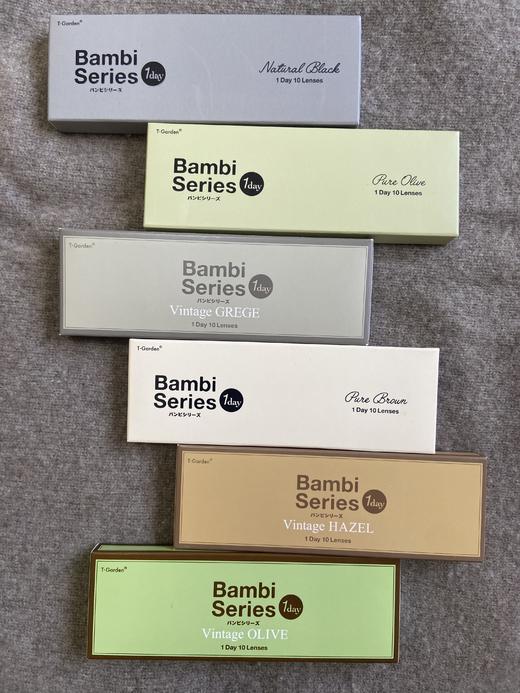 T-Garden®
Bambi
Series 1day
バンビシリーズ
Natural Black
1 Day 10 Lenses
T-Garden®
Bambi
Series 1day
バンビシリーズ
Pure Olive
1 Day 10 Lenses
T-Garden®
Bambi
Series 1day
バンビシリーズ
Vintage GREGE
1 Day 10 Lenses
T-Garden®
Bambi
Series 1day
バンビシリーズ
Pure Brown
1 Day 10 Lenses
T-Garden®
Bambi
Series 1day
バンビシリーズ
Vintage HAZEL
1 Day 10 Lenses
T-Garden®
Bambi
Series 1day
バンビシリーズ
Vintage OLIVE
1 Day 10 Lenses